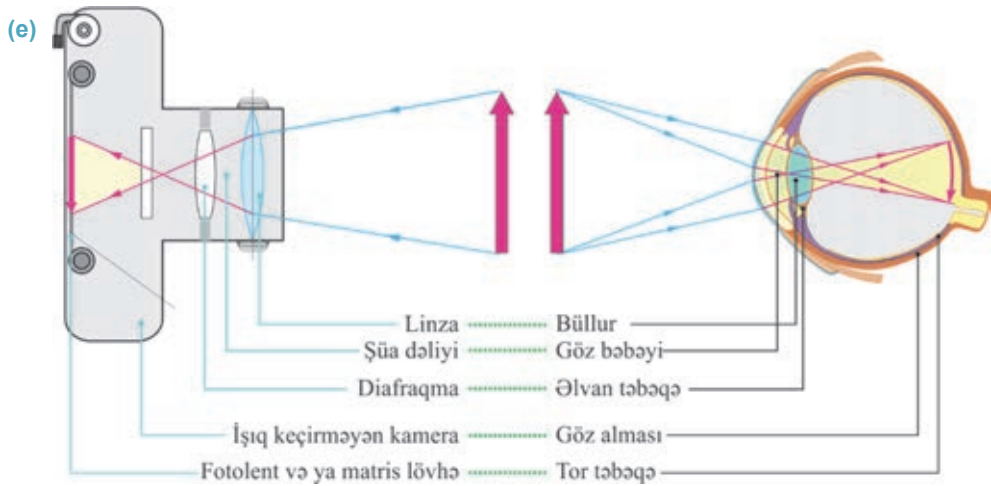 (e)
Linza Büllur
Şüa dəliyi Göz bəbəyi
Diafraqma Əlvan təbəqə
İşıq keçirməyən kamera Göz alması
Fotolent və ya matris lövhə Tor təbəqə